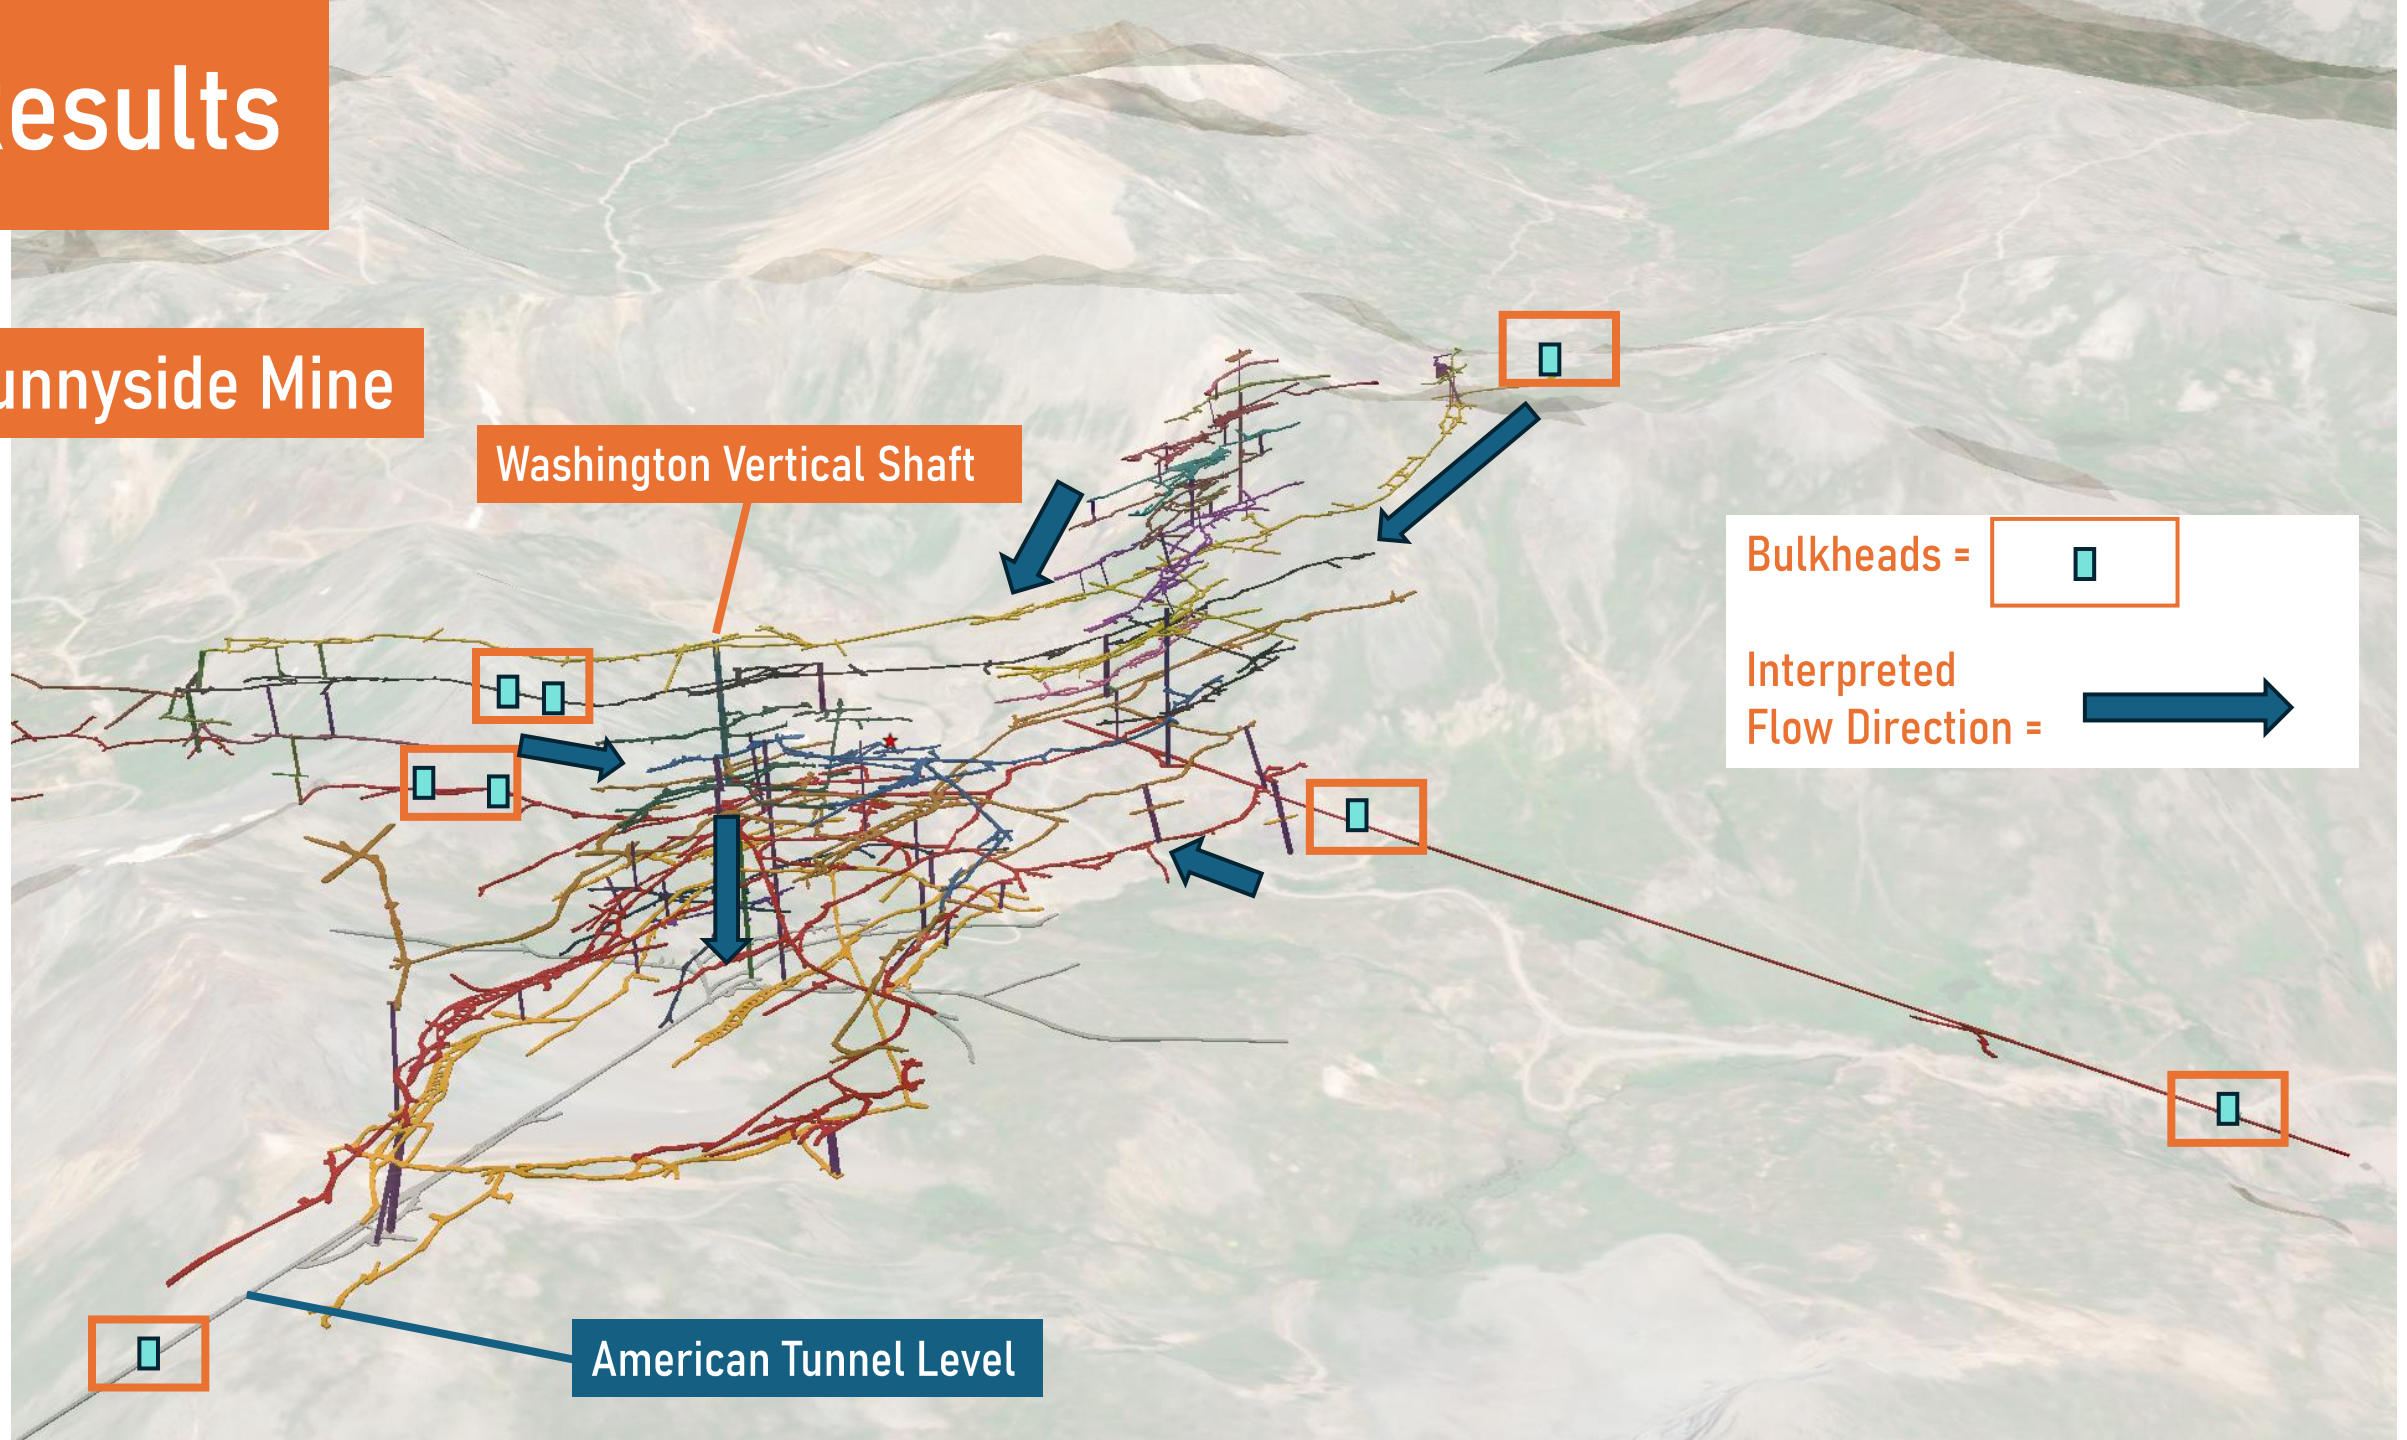 esults
unnyside Mine
Washington Vertical Shaft
Bulkheads =
Interpreted
Flow Direction =
American Tunnel Level